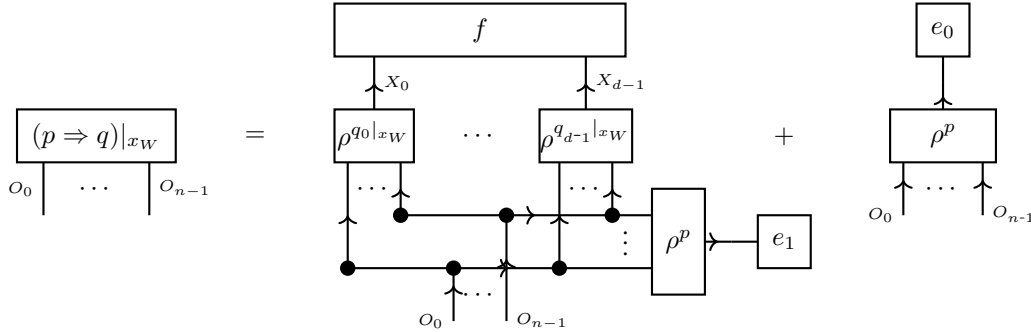 f
e_0
X_0
X_{d-1}
(p ⇒ q)|_{x_W}
=
ρ^{q_0|_{x_W}}
⋯
ρ^{q_{d-1}|_{x_W}}
+
ρ^p
O_0
⋯
O_{n-1}
⋯
⋯
O_0
⋯
O_{n-1}
⋮
ρ^p
e_1
⋯
O_0
O_{n-1}